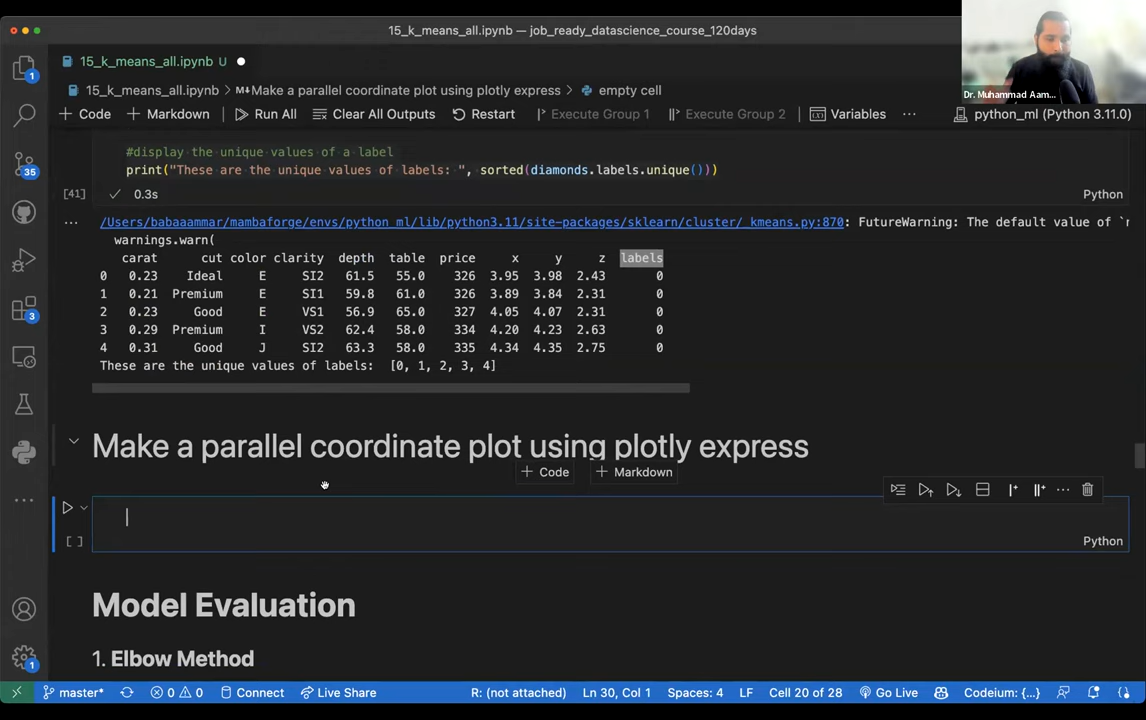 15_k_means_all.ipynb — job_ready_datascience_course_120days
15_k_means_all.ipynb U
15_k_means_all.ipynb > M↓Make a parallel coordinate plot using plotly express > empty cell
+ Code + Markdown Run All Clear All Outputs Restart Execute Group 1 Execute Group 2 Variables ... python_ml (Python 3.11.0)
Dr. Muhammad Aam...
#display the unique values of a label
print("These are the unique values of labels: ", sorted(diamonds.labels.unique()))
[41] 0.3s Python
... /Users/babaaammar/mambaforge/envs/python_ml/lib/python3.11/site-packages/sklearn/cluster/_kmeans.py:870: FutureWarning: The default value of `
warnings.warn(
carat cut color clarity depth table price x y z labels
0 0.23 Ideal E SI2 61.5 55.0 326 3.95 3.98 2.43 0
1 0.21 Premium E SI1 59.8 61.0 326 3.89 3.84 2.31 0
2 0.23 Good E VS1 56.9 65.0 327 4.05 4.07 2.31 0
3 0.29 Premium I VS2 62.4 58.0 334 4.20 4.23 2.63 0
4 0.31 Good J SI2 63.3 58.0 335 4.34 4.35 2.75 0
These are the unique values of labels: [0, 1, 2, 3, 4]
Make a parallel coordinate plot using plotly express
+ Code + Markdown
[ ] Python
Model Evaluation
1. Elbow Method
1
35
3
1
master* 0 0 Connect Live Share R: (not attached) Ln 30, Col 1 Spaces: 4 LF Cell 20 of 28 Go Live Codeium: {...}